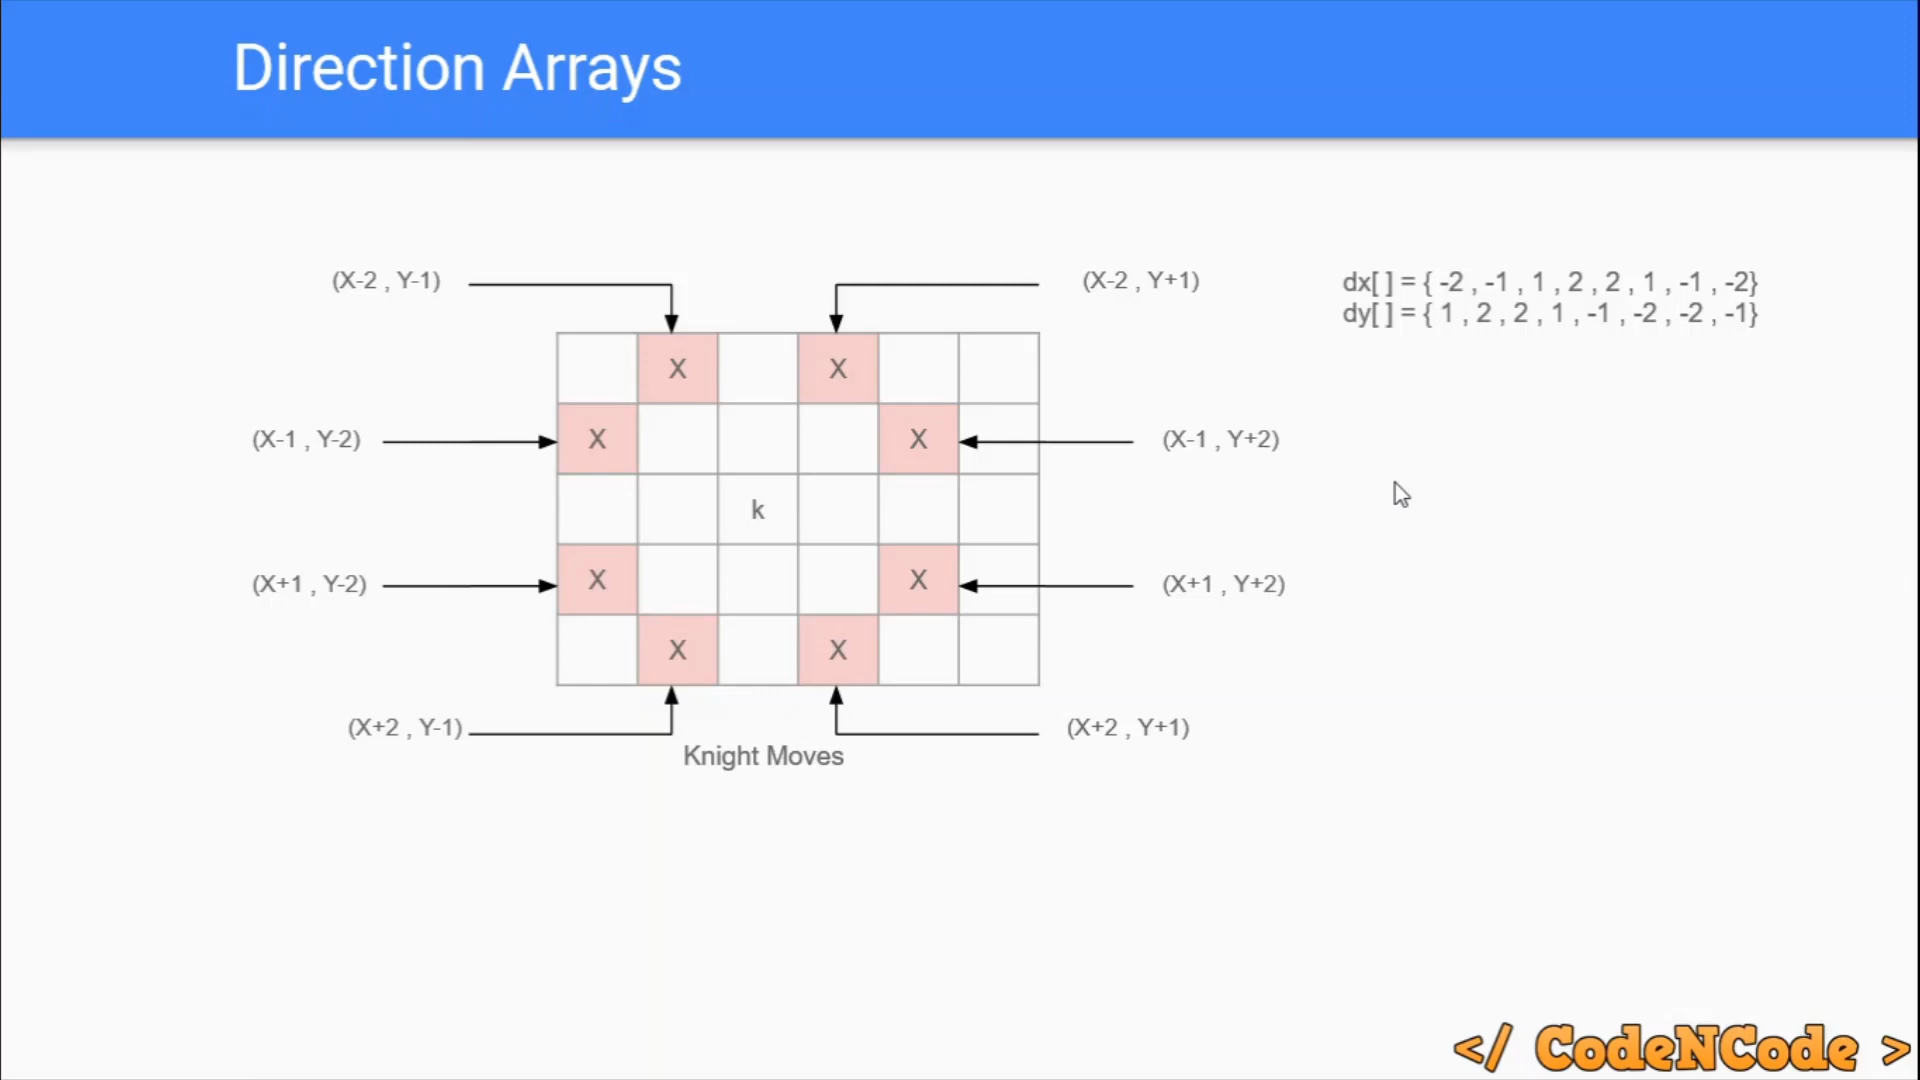 Direction Arrays
(X-2 , Y-1)
(X-2 , Y+1)
dx[ ] = { -2 , -1 , 1 , 2 , 2 , 1 , -1 , -2}
dy[ ] = { 1 , 2 , 2 , 1 , -1 , -2 , -2 , -1}
X X
(X-1 , Y-2)
X X
(X-1 , Y+2)
k
(X+1 , Y-2)
X X
(X+1 , Y+2)
X X
(X+2 , Y-1)
(X+2 , Y+1)
Knight Moves
</ CodeNCode >